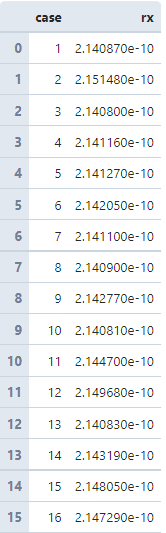 case rx
0 1 2.140870e-10
1 2 2.151480e-10
2 3 2.140800e-10
3 4 2.141160e-10
4 5 2.141270e-10
5 6 2.142050e-10
6 7 2.141100e-10
7 8 2.140900e-10
8 9 2.142770e-10
9 10 2.140810e-10
10 11 2.144700e-10
11 12 2.149680e-10
12 13 2.140830e-10
13 14 2.143190e-10
14 15 2.148050e-10
15 16 2.147290e-10